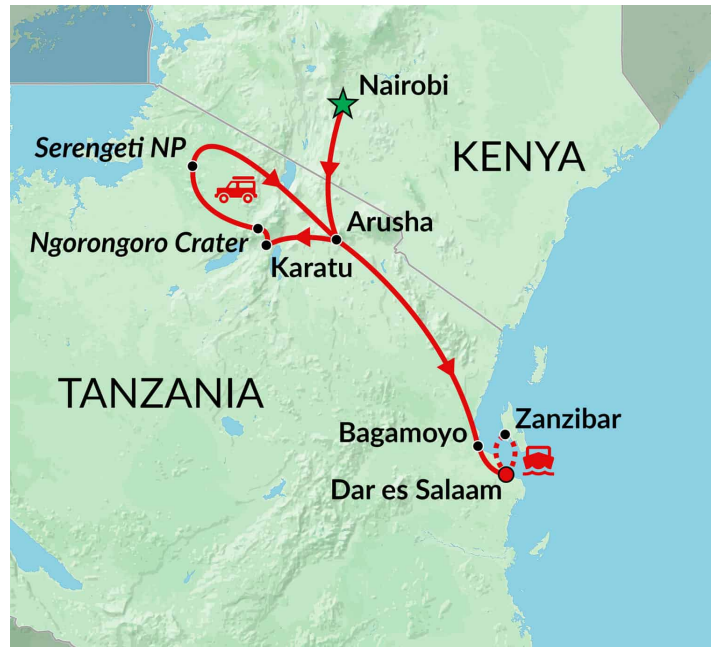 Nairobi
Serengeti NP
KENYA
Arusha
Ngorongoro Crater
Karatu
TANZANIA
Zanzibar
Bagamoyo
Dar es Salaam